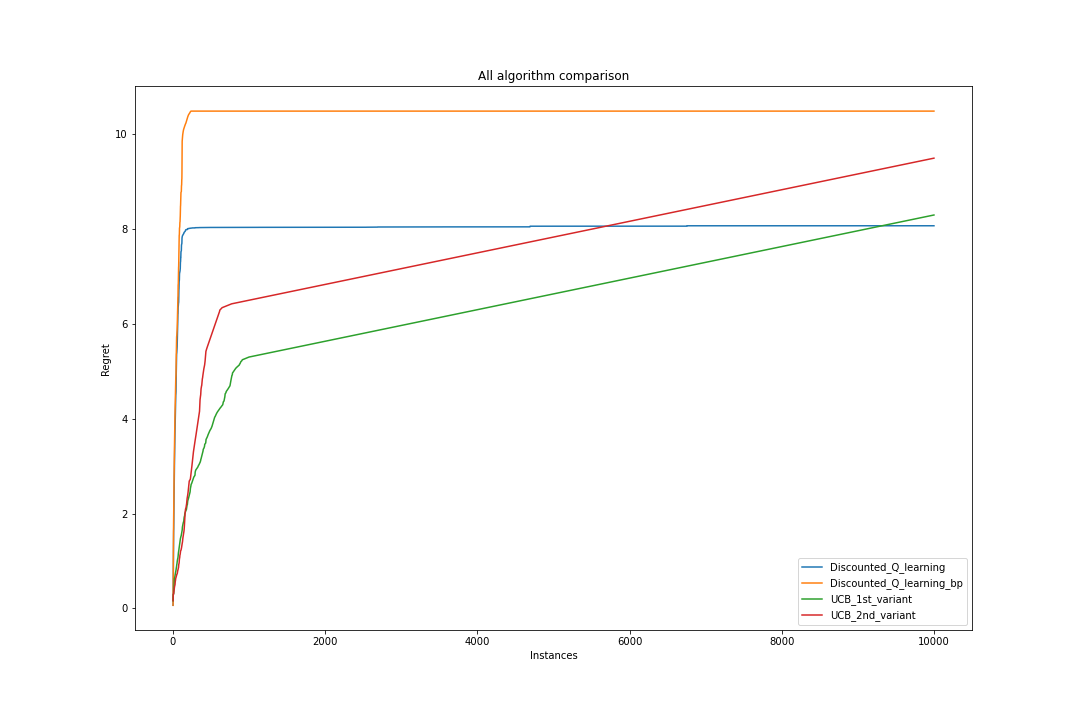 All algorithm comparison
10
8
6
4
2
0
Regret
0 2000 4000 6000 8000 10000
Instances
Discounted_Q_learning
Discounted_Q_learning_bp
UCB_1st_variant
UCB_2nd_variant